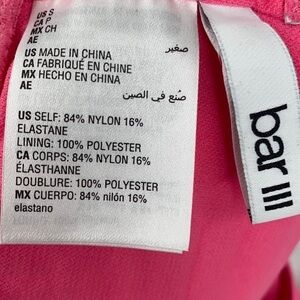 US S
CA P
MX CH
AE
صغير
US MADE IN CHINA
CA FABRIQUÉ EN CHINE
MX HECHO EN CHINA
AE
صُنع في الصين
US SELF: 84% NYLON 16%
ELASTANE
LINING: 100% POLYESTER
CA CORPS: 84% NYLON 16%
ÉLASTHANNE
DOUBLURE: 100% POLYESTER
MX CUERPO: 84% nilón 16%
elastano
bar III